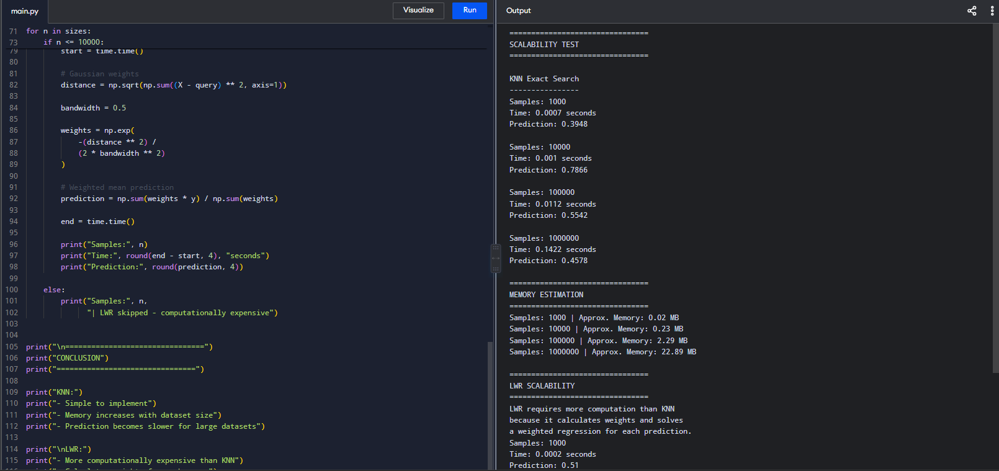 main.py
Visualize
Run
71 for n in sizes:
73 if n <= 10000:
79 start = time.time()
80
81 # Gaussian weights
82 distance = np.sqrt(np.sum((X - query) ** 2, axis=1))
83
84 bandwidth = 0.5
85
86 weights = np.exp(
87 -(distance ** 2) /
88 (2 * bandwidth ** 2)
89 )
90
91 # Weighted mean prediction
92 prediction = np.sum(weights * y) / np.sum(weights)
93
94 end = time.time()
95
96 print("Samples:", n)
97 print("Time:", round(end - start, 4), "seconds")
98 print("Prediction:", round(prediction, 4))
99
100 else:
101 print("Samples:", n,
102 "| LWR skipped - computationally expensive")
103
104
105 print("\n================================")
106 print("CONCLUSION")
107 print("================================")
108
109 print("KNN:")
110 print("- Simple to implement")
111 print("- Memory increases with dataset size")
112 print("- Prediction becomes slower for large datasets")
113
114 print("\nLWR:")
115 print("- More computationally expensive than KNN")
Output
================================
SCALABILITY TEST
================================
KNN Exact Search
----------------
Samples: 1000
Time: 0.0007 seconds
Prediction: 0.3948
Samples: 10000
Time: 0.001 seconds
Prediction: 0.7866
Samples: 100000
Time: 0.0112 seconds
Prediction: 0.5542
Samples: 1000000
Time: 0.1422 seconds
Prediction: 0.4578
================================
MEMORY ESTIMATION
================================
Samples: 1000 | Approx. Memory: 0.02 MB
Samples: 10000 | Approx. Memory: 0.23 MB
Samples: 100000 | Approx. Memory: 2.29 MB
Samples: 1000000 | Approx. Memory: 22.89 MB
================================
LWR SCALABILITY
================================
LWR requires more computation than KNN
because it calculates weights and solves
a weighted regression for each prediction.
Samples: 1000
Time: 0.0002 seconds
Prediction: 0.51